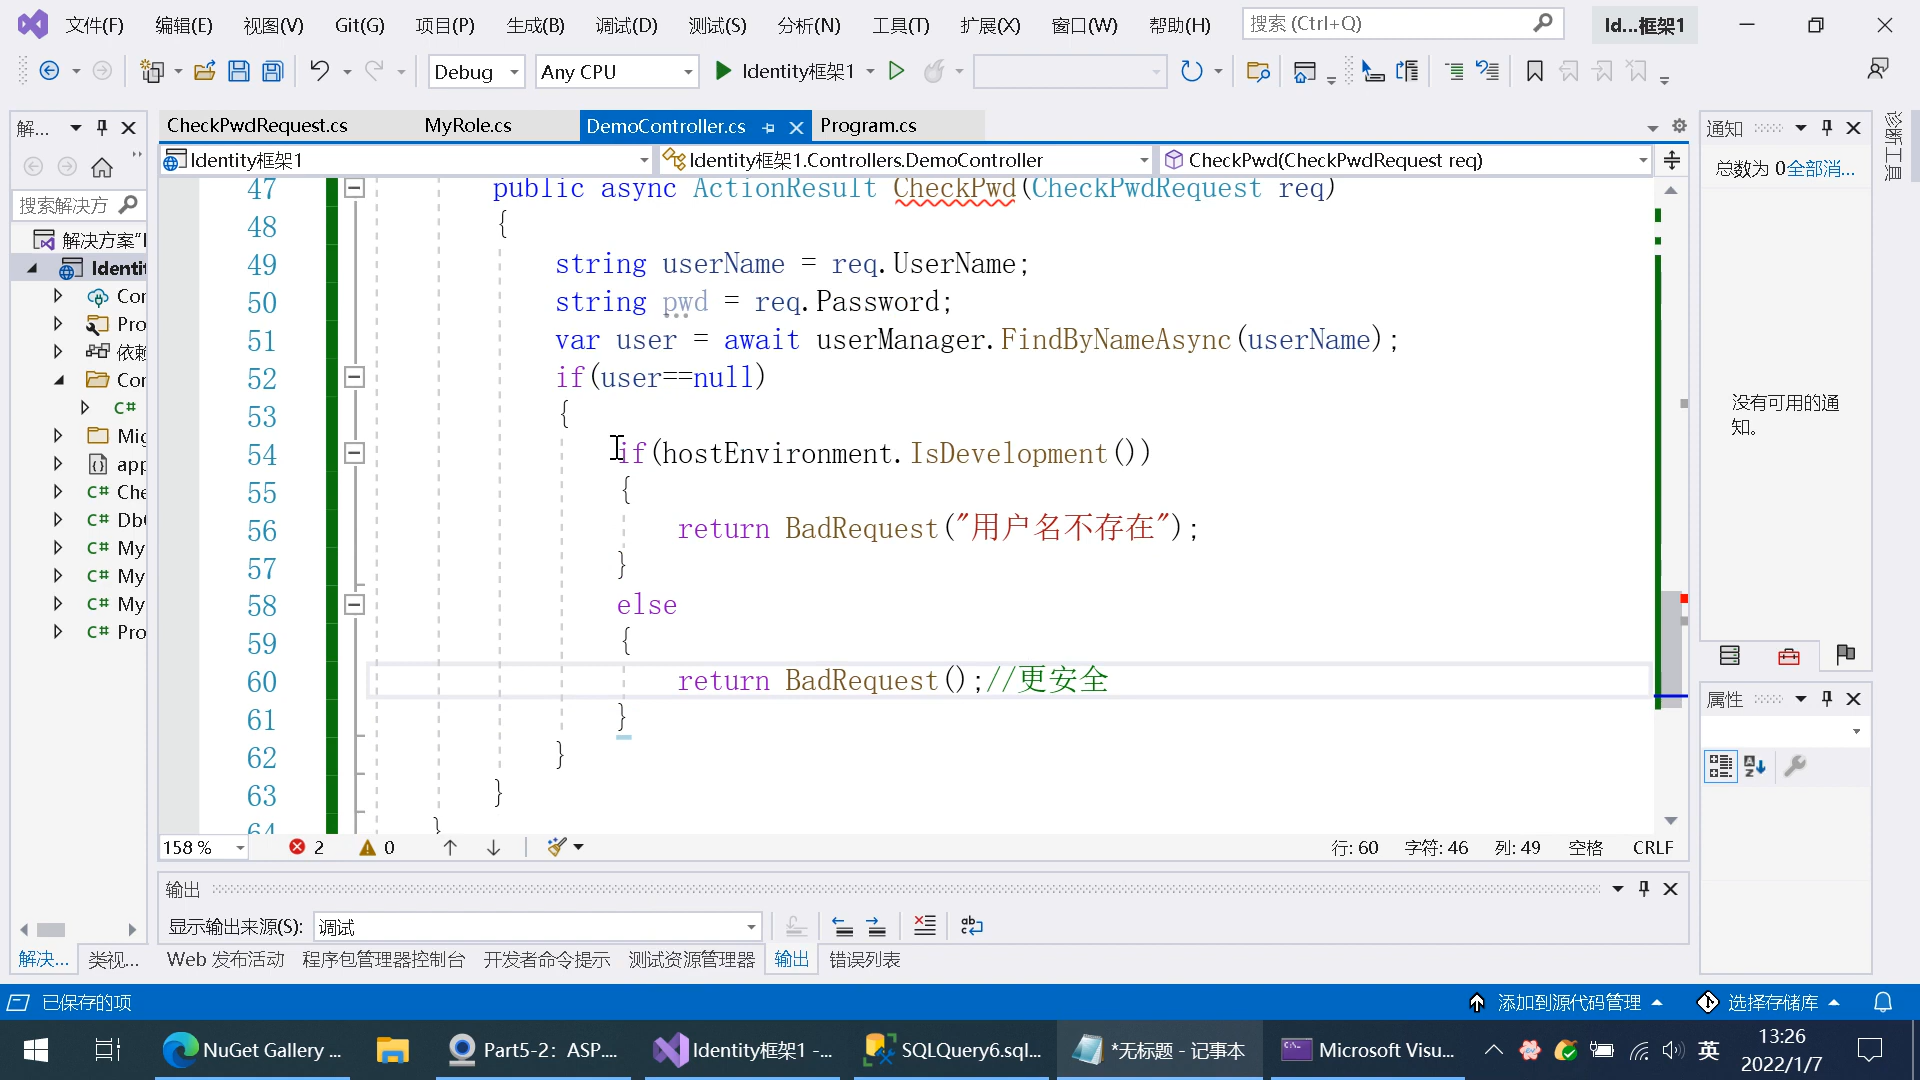 文件(F) 编辑(E) 视图(V) Git(G) 项目(P) 生成(B) 调试(D) 测试(S) 分析(N) 工具(T) 扩展(X) 窗口(W) 帮助(H) 搜索 (Ctrl+Q) Id...框架1
Debug Any CPU Identity框架1
解... CheckPwdRequest.cs MyRole.cs DemoController.cs Program.cs 通知
Identity框架1 Identity框架1.Controllers.DemoController CheckPwd(CheckPwdRequest req)
诊断工具
总数为 0 全部消...
没有可用的通知。
搜索解决方
解决方案"I
Identi
Cor
Pro
依赖
Cor
C#
Mig
app
C# Che
C# Db
C# My
C# My
C# My
C# Pro
47 public async ActionResult CheckPwd(CheckPwdRequest req)
48 {
49 string userName = req.UserName;
50 string pwd = req.Password;
51 var user = await userManager.FindByNameAsync(userName);
52 if(user==null)
53 {
54 if(hostEnvironment.IsDevelopment())
55 {
56 return BadRequest("用户名不存在");
57 }
58 else
59 {
60 return BadRequest();//更安全
61 }
62 }
63 }
64 }
属性
158 % 2 0 行: 60 字符: 46 列: 49 空格 CRLF
输出
显示输出来源(S): 调试
解决... 类视... Web 发布活动 程序包管理器控制台 开发者命令提示 测试资源管理器 输出 错误列表
已保存的项 添加到源代码管理 选择存储库
NuGet Gallery ... Part5-2：ASP.... Identity框架1 -... SQLQuery6.sql... *无标题 - 记事本 Microsoft Visu... 英 13:26
2022/1/7